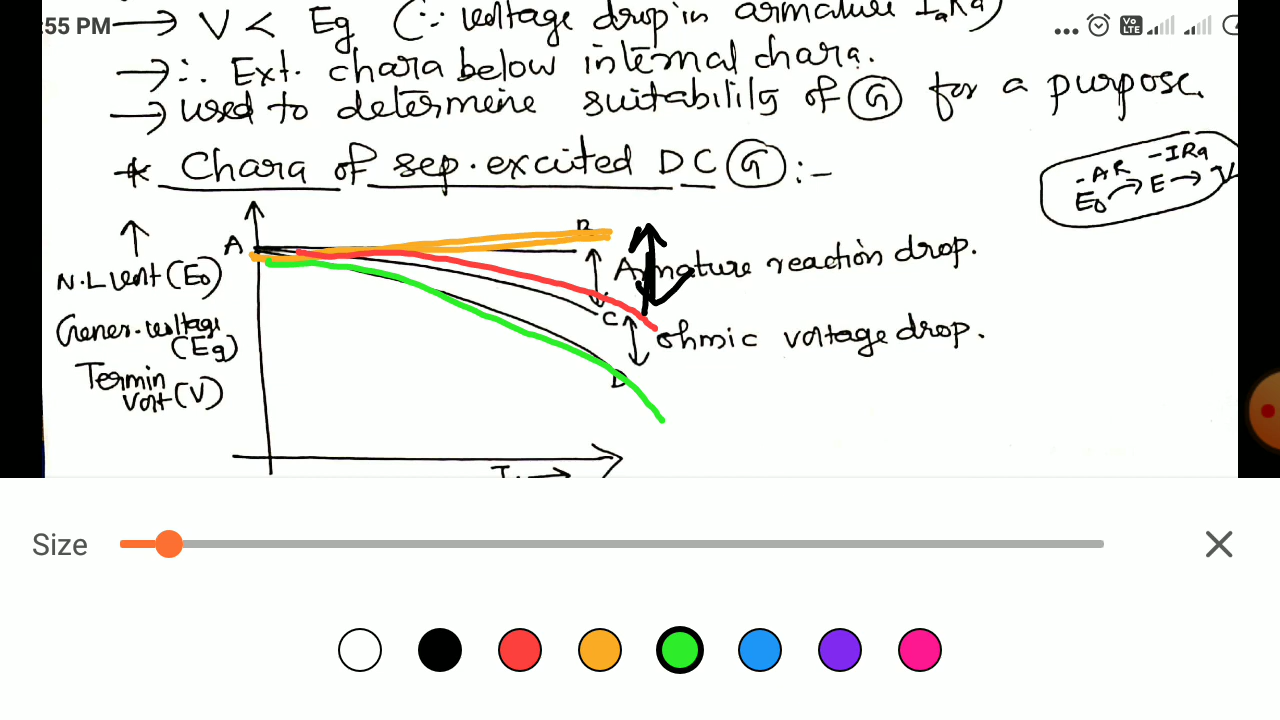 :55 PM
→ V < Eg (∵ voltage drop in armature IaRa)
→ ∴ Ext. chara below internal chara.
→ used to determine suitability of G for a purpose.
* Chara of sep. excited DC G :-
-AR -IRa
E₀ → E → V
A B
N.L vent (E₀) Armature reaction drop.
C
Gener. voltage ohmic voltage drop.
(Eg)
Termin D
volt (V)
Size